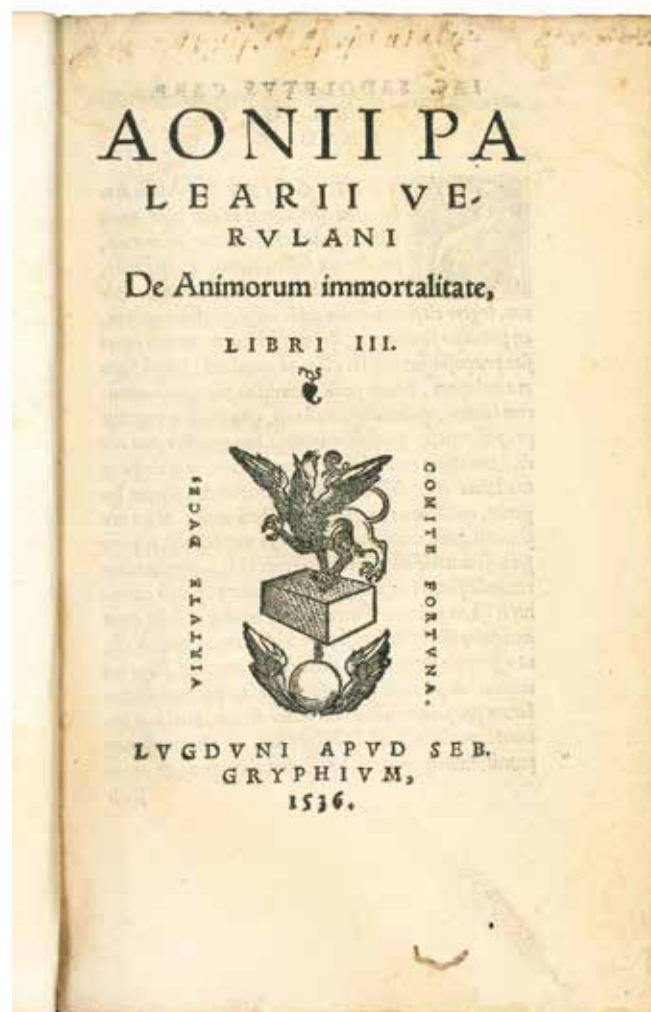 AONII PA
LEARII VE-
RVLANI
De Animorum immortalitate,
LIBRI III.
VIRTVTE DVCE,
COMITE FORTVNA.
LVGDVNI APVD SEB.
GRYPHIVM,
1536.